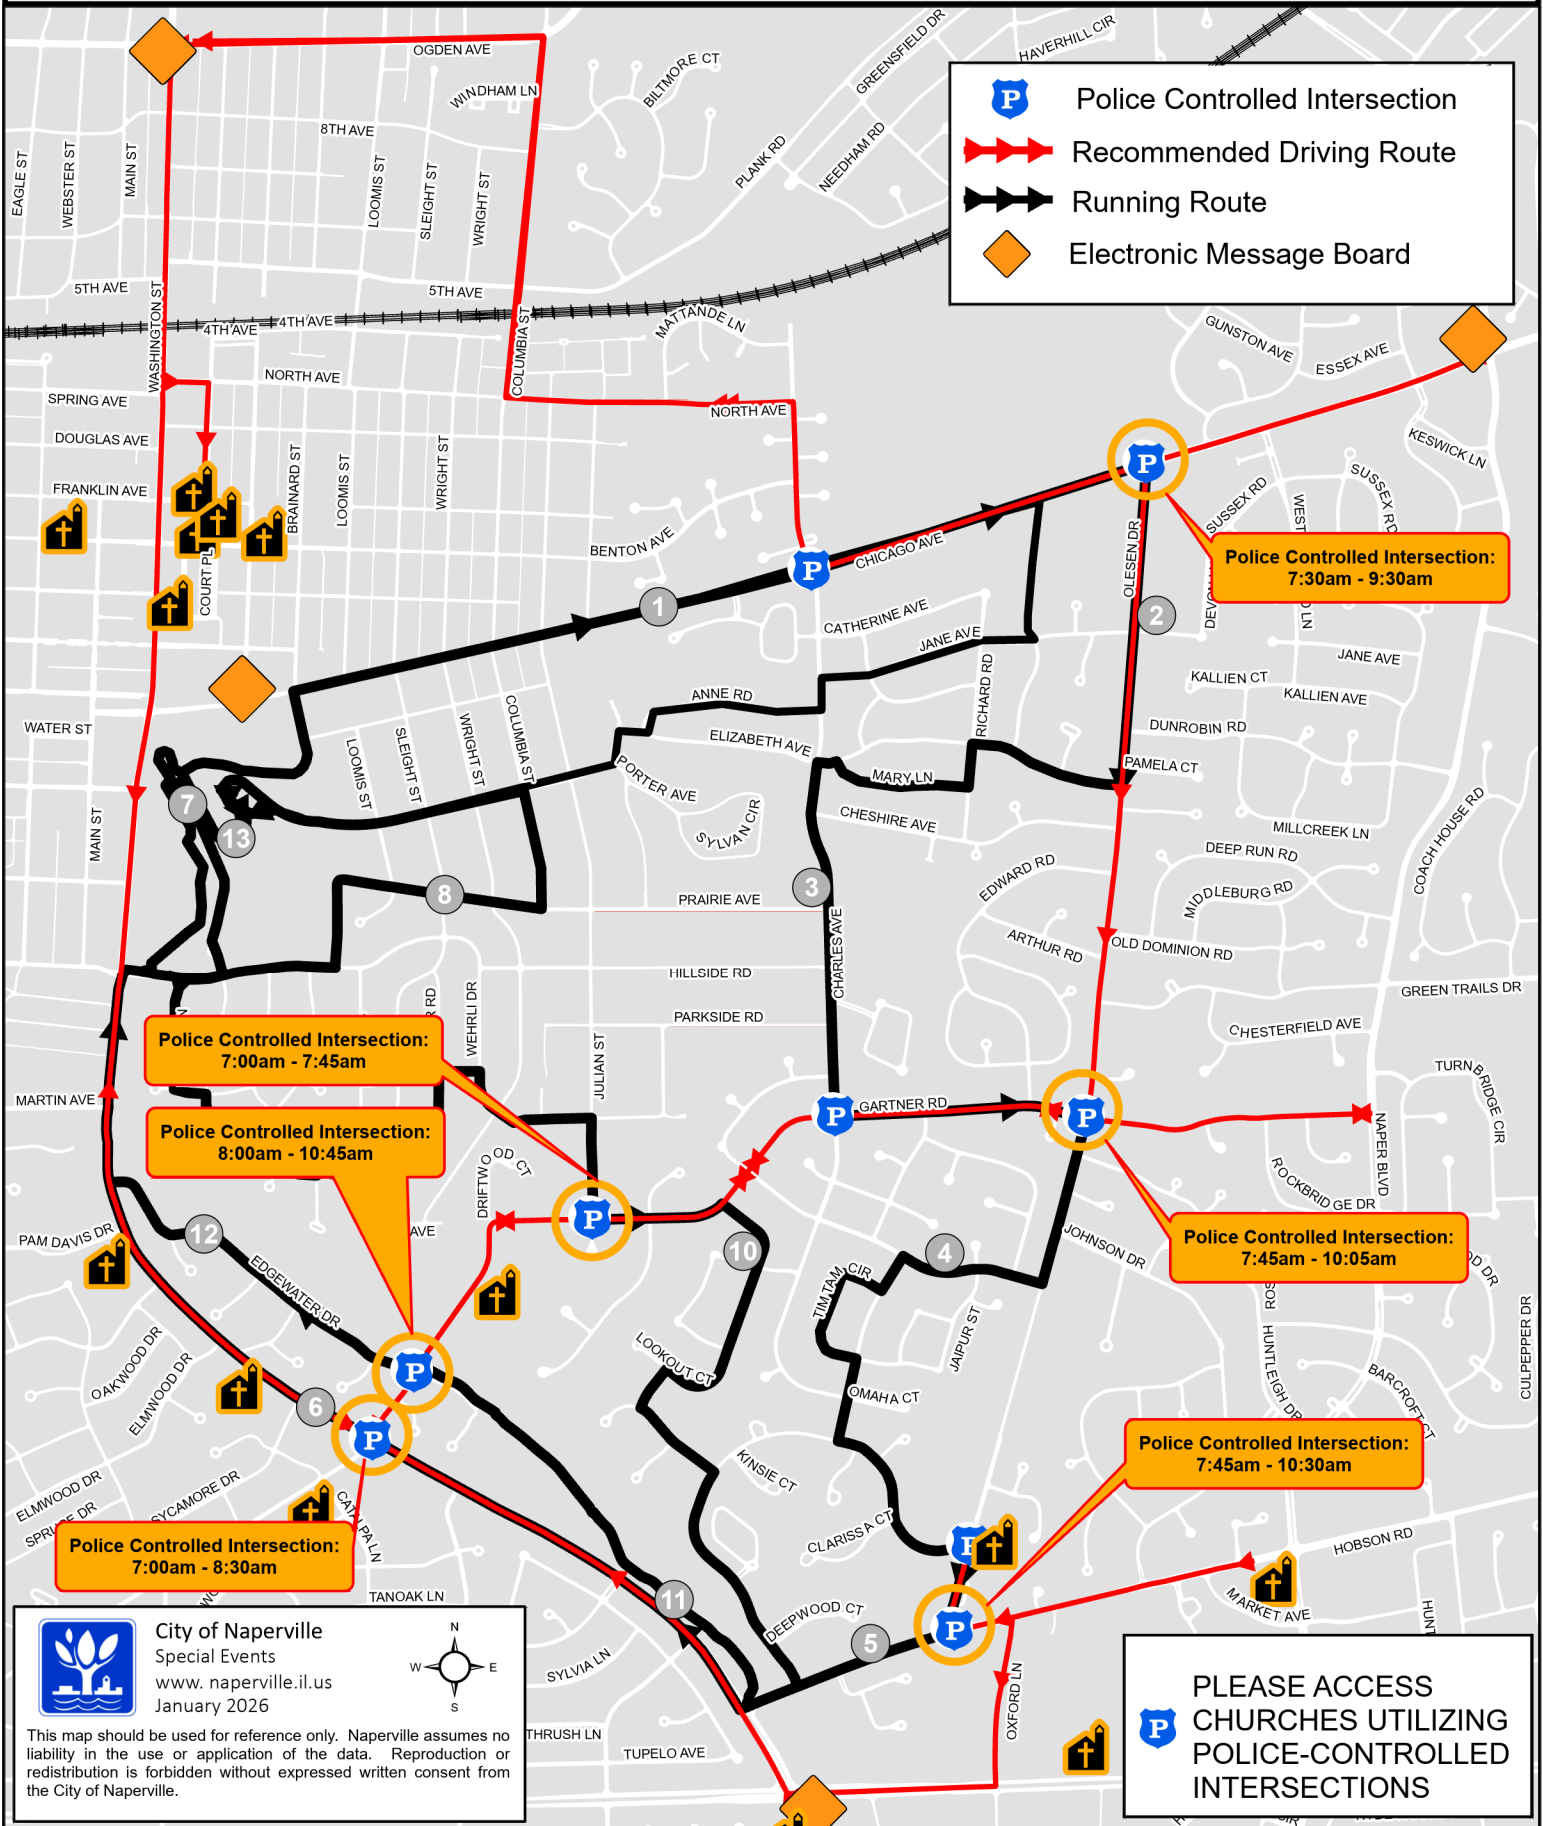 OGDEN AVE
WINDHAM LN
BILTMORE CT
GREENSFIELD DR
HAVERHILL CIR
PLANK RD
NEEDHAM RD
8TH AVE
EAGLE ST
WEBSTER ST
MAIN ST
LOOMIS ST
SLEIGHT ST
WRIGHT ST
P Police Controlled Intersection
Recommended Driving Route
Running Route
Electronic Message Board
5TH AVE
5TH AVE
WASHINGTON ST
4TH AVE
4TH AVE
COLUMBIA ST
MATTANDE LN
GUNSTON AVE
ESSEX AVE
NORTH AVE
SPRING AVE
NORTH AVE
DOUGLAS AVE
KESWICK LN
FRANKLIN AVE
BRAINARD ST
LOOMIS ST
WRIGHT ST
P
SUSSEX RD
SUSSEX RD
WEST
BENTON AVE
CHICAGO AVE
OLESEN DR
P
COURT PL
Police Controlled Intersection:
7:30am - 9:30am
DEVON
D LN
1
2
CATHERINE AVE
JANE AVE
JANE AVE
RICHARD RD
KALLIEN CT
KALLIEN AVE
ANNE RD
WATER ST
COLUMBIA ST
WRIGHT ST
SLEIGHT ST
LOOMIS ST
ELIZABETH AVE
DUNROBIN RD
PAMELA CT
PORTER AVE
MARY LN
7
13
MAIN ST
SYLVAN CIR
CHESHIRE AVE
MILLCREEK LN
COACH HOUSE RD
DEEP RUN RD
EDWARD RD
MIDDLEBURG RD
8
3
PRAIRIE AVE
CHARLES AVE
ARTHUR RD
OLD DOMINION RD
HILLSIDE RD
GREEN TRAILS DR
N
R RD
WEHRLI DR
PARKSIDE RD
CHESTERFIELD AVE
JULIAN ST
Police Controlled Intersection:
7:00am - 7:45am
TURNBRIDGE CIR
MARTIN AVE
P
GARTNER RD
P
NAPER BLVD
Police Controlled Intersection:
8:00am - 10:45am
DRIFTWOOD CT
ROCKBRIDGE DR
P
AVE
PAM DAVIS DR
12
10
4
JOHNSON DR
Police Controlled Intersection:
7:45am - 10:05am
OD DR
EDGEWATER DR
TIMTAM CIR
ROS
JAIPUR ST
HUNTLEIGH DR
CULPEPPER DR
OAKWOOD DR
ELMWOOD DR
P
LOOKOUT CT
BARCROFT CT
OMAHA CT
6
P
KINSIE CT
Police Controlled Intersection:
7:45am - 10:30am
ELMWOOD DR
SPRUCE DR
SYCAMORE DR
CATALPA LN
CLARISSA CT
P
HOBSON RD
Police Controlled Intersection:
7:00am - 8:30am
TANOAK LN
11
DEEPWOOD CT
MARKET AVE
HUNT
5
P
City of Naperville
Special Events
www. naperville.il.us
January 2026
N
W E
S
SYLVIA LN
OXFORD LN
This map should be used for reference only. Naperville assumes no
liability in the use or application of the data. Reproduction or
redistribution is forbidden without expressed written consent from
the City of Naperville.
THRUSH LN
TUPELO AVE
P
PLEASE ACCESS
CHURCHES UTILIZING
POLICE-CONTROLLED
INTERSECTIONS